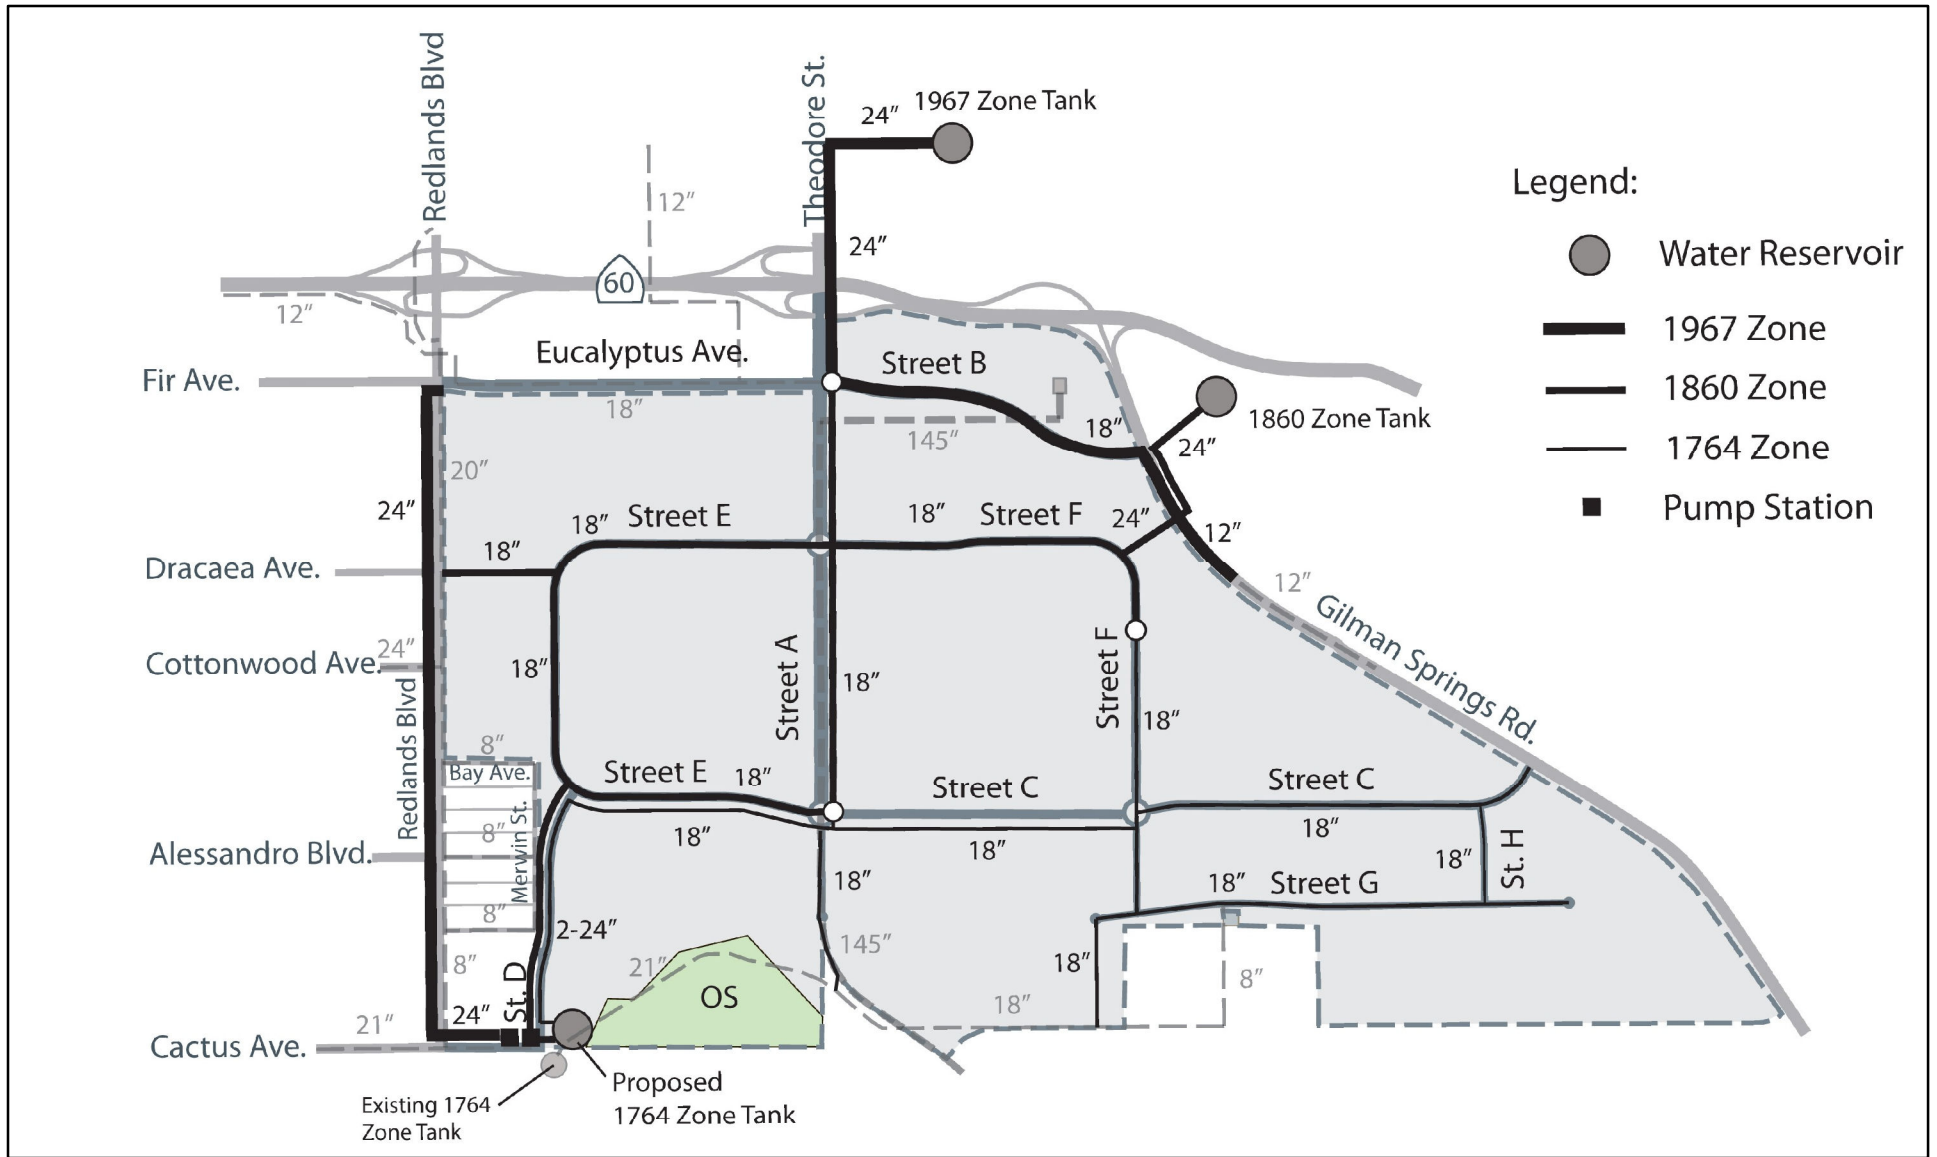 Redlands Blvd
Theodore St.
24”
1967 Zone Tank
12”
24”
60
12”
Eucalyptus Ave.
Street B
Fir Ave.
18”
145”
18”
24”
1860 Zone Tank
20”
24”
18”
Street E
18”
Street F
24”
12”
18”
Dracaea Ave.
12”
Gilman Springs Rd.
Cottonwood Ave.
24”
18”
Street A
18”
Street F
18”
Redlands Blvd
8”
Bay Ave.
Street E
18”
Street C
Street C
8”
Merwin St.
18”
18”
18”
Alessandro Blvd.
18”
18”
St. H
18”
Street G
8”
2-24”
145”
8”
21”
18”
8”
St. D
OS
18”
24”
21”
Cactus Ave.
Existing 1764
Zone Tank
Proposed
1764 Zone Tank
Legend:
Water Reservoir
1967 Zone
1860 Zone
1764 Zone
Pump Station